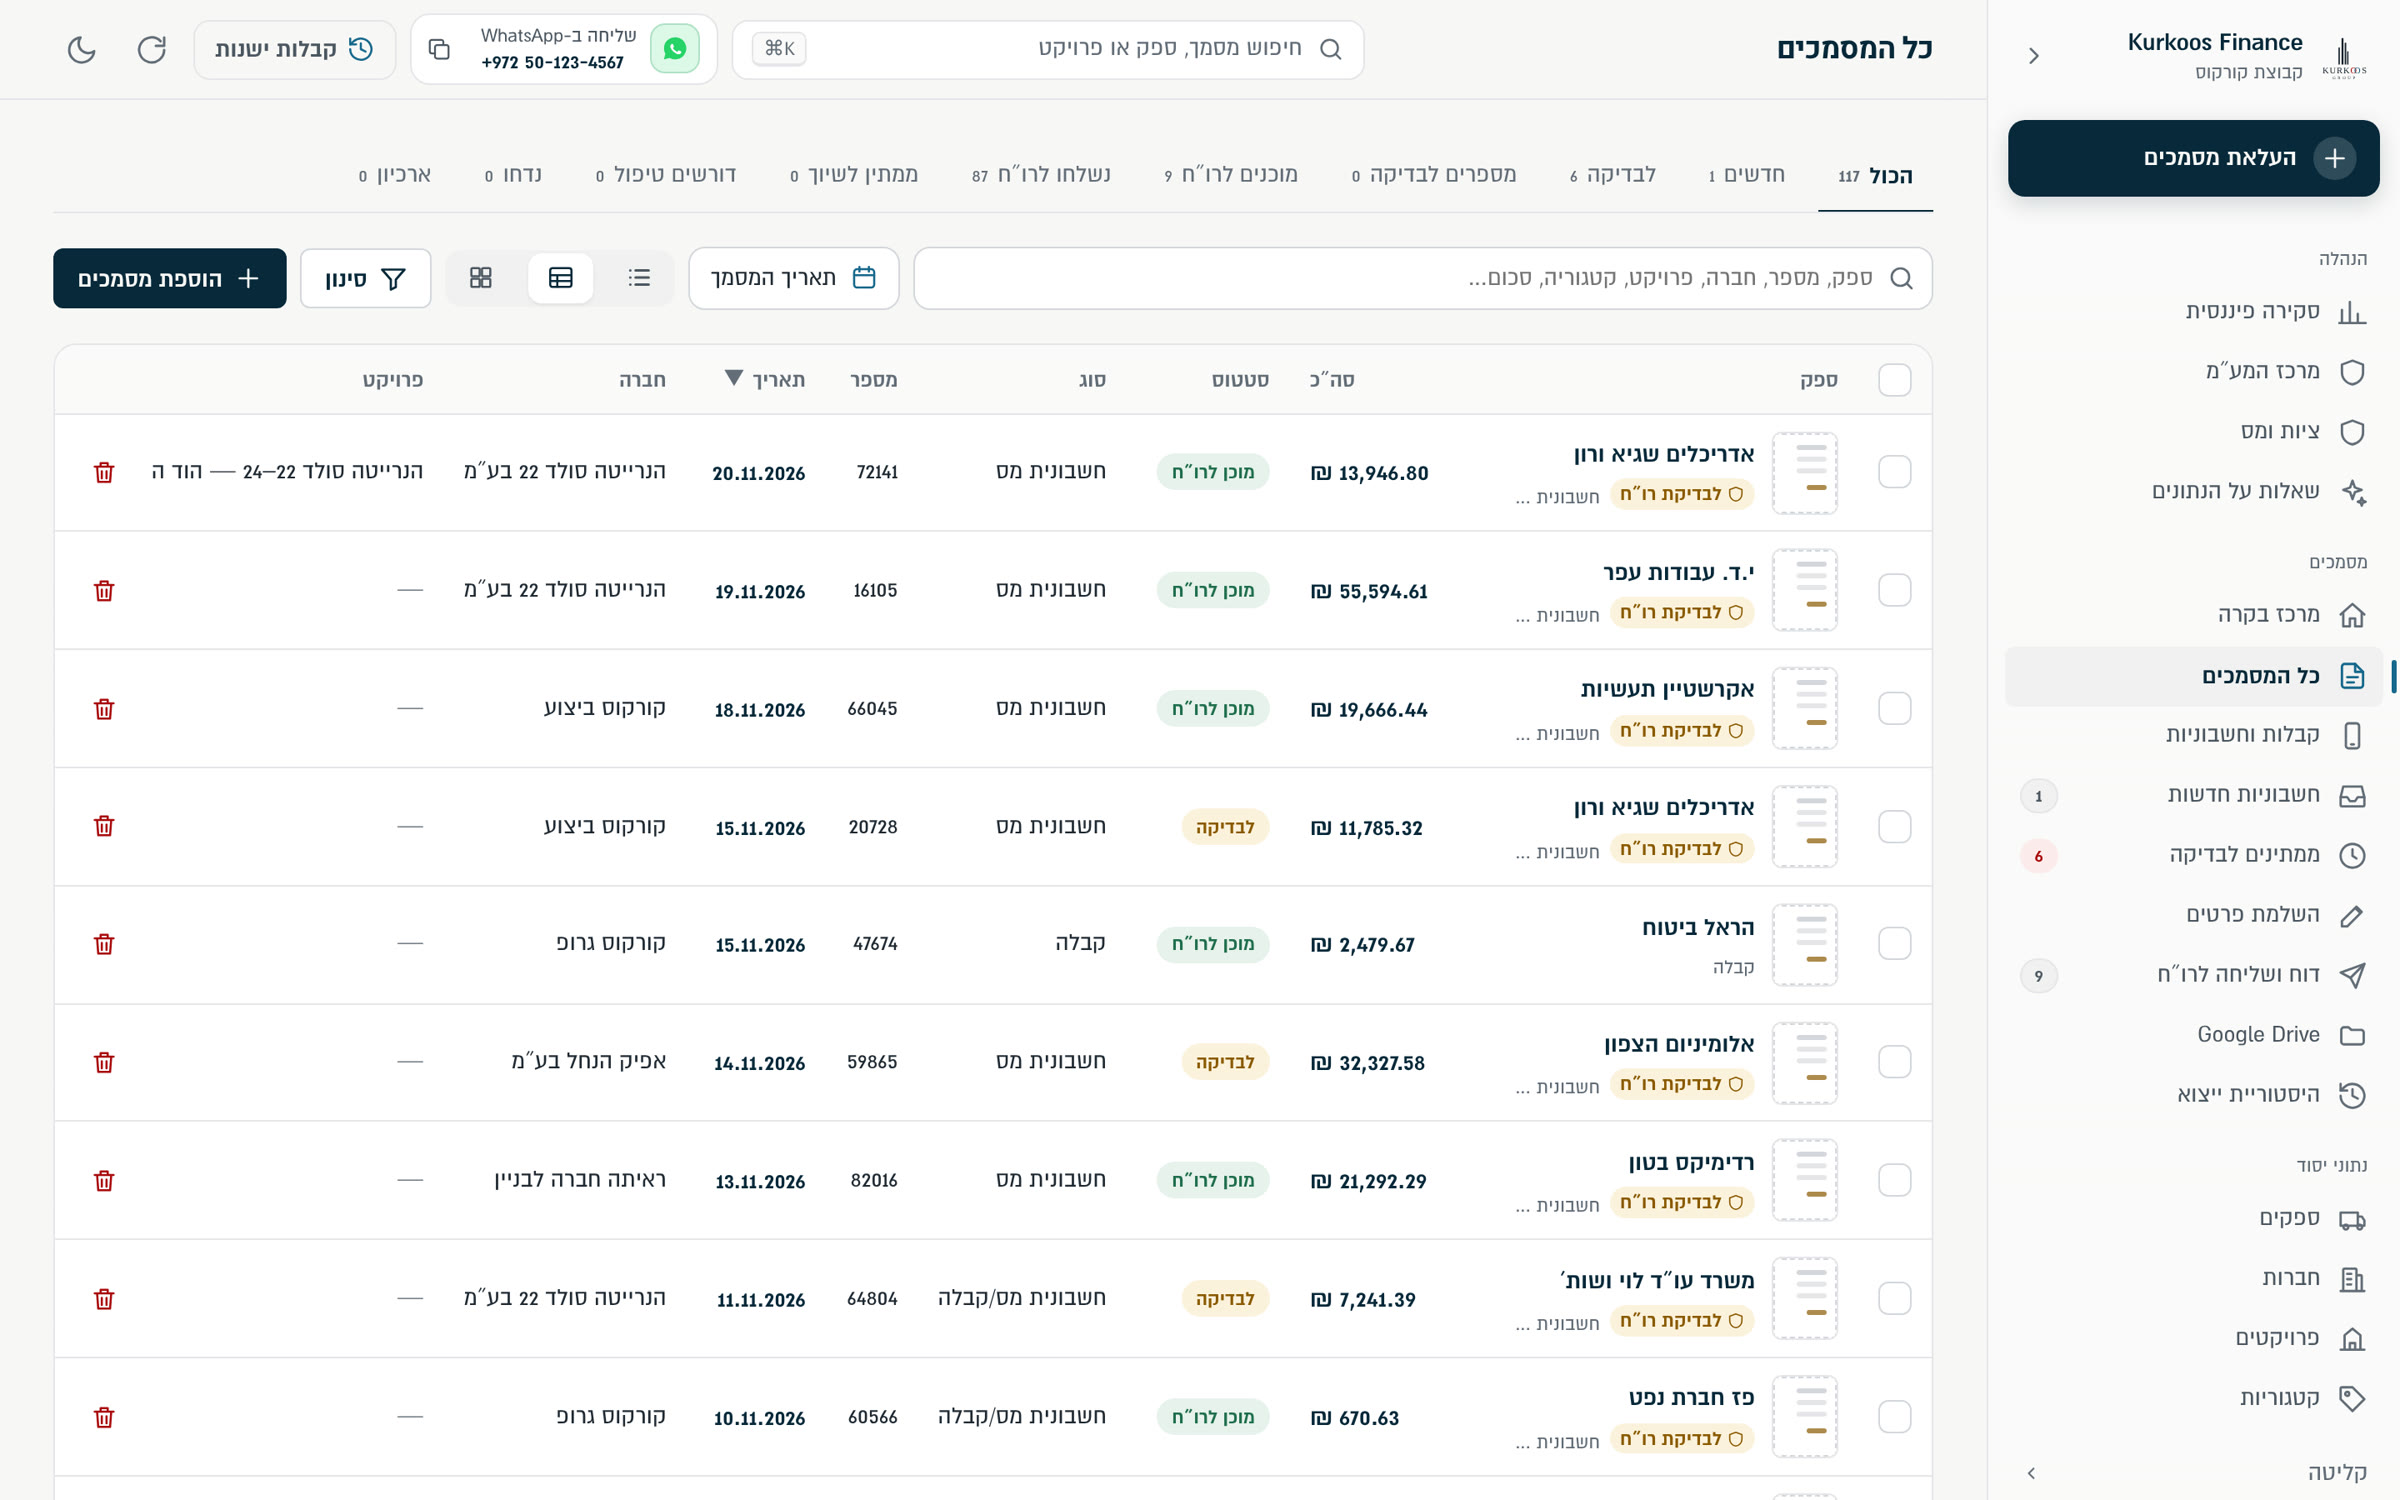 Kurkoos Finance
קבוצת קורקוס
KURKOOS
GROUP
העלאת מסמכים
הנהלה
סקירה פיננסית
מרכז המע״מ
ציות ומס
שאלות על הנתונים
מסמכים
מרכז בקרה
כל המסמכים
קבלות וחשבוניות
חשבוניות חדשות 1
ממתינים לבדיקה 6
השלמת פרטים
דוח ושליחה לרו״ח 9
Google Drive
היסטוריית ייצוא
נתוני יסוד
ספקים
חברות
פרויקטים
קטגוריות
קליטה
כל המסמכים
חיפוש מסמך, ספק או פרויקט ⌘K
שליחה ב-WhatsApp
+972 50-123-4567
קבלות ישנות
הכול 117 חדשים 1 לבדיקה 6 מספרים לבדיקה 0 מוכנים לרו״ח 9 נשלחו לרו״ח 87 ממתין לשיוך 0 דורשים טיפול 0 נדחו 0 ארכיון 0
ספק, מספר, חברה, פרויקט, קטגוריה, סכום...
תאריך המסמך
סינון
הוספת מסמכים
ספק סה״כ סטטוס סוג מספר תאריך ▼ חברה פרויקט
אדריכלים שגיא ורון ₪ 13,946.80 מוכן לרו״ח חשבונית מס 72141 20.11.2026 הנרייטה סולד 22 בע״מ הנרייטה סולד 22–24 — הוד ה
לבדיקת רו״ח חשבונית ...
י.ד. עבודות עפר ₪ 55,594.61 מוכן לרו״ח חשבונית מס 16105 19.11.2026 הנרייטה סולד 22 בע״מ —
לבדיקת רו״ח חשבונית ...
אקרשטיין תעשיות ₪ 19,666.44 מוכן לרו״ח חשבונית מס 66045 18.11.2026 קורקוס ביצוע —
לבדיקת רו״ח חשבונית ...
אדריכלים שגיא ורון ₪ 11,785.32 לבדיקה חשבונית מס 20728 15.11.2026 קורקוס ביצוע —
לבדיקת רו״ח חשבונית ...
הראל ביטוח ₪ 2,479.67 מוכן לרו״ח קבלה 47674 15.11.2026 קורקוס גרופ —
קבלה
אלומיניום הצפון ₪ 32,327.58 לבדיקה חשבונית מס 59865 14.11.2026 אפיק הנחל בע״מ —
לבדיקת רו״ח חשבונית ...
רדימיקס בטון ₪ 21,292.29 מוכן לרו״ח חשבונית מס 82016 13.11.2026 ראיתה חברה לבניין —
לבדיקת רו״ח חשבונית ...
משרד עו״ד לוי ושות׳ ₪ 7,241.39 לבדיקה חשבונית מס/קבלה 64804 11.11.2026 הנרייטה סולד 22 בע״מ —
לבדיקת רו״ח חשבונית ...
פז חברת נפט ₪ 670.63 מוכן לרו״ח חשבונית מס/קבלה 60566 10.11.2026 קורקוס גרופ —
לבדיקת רו״ח חשבונית ...